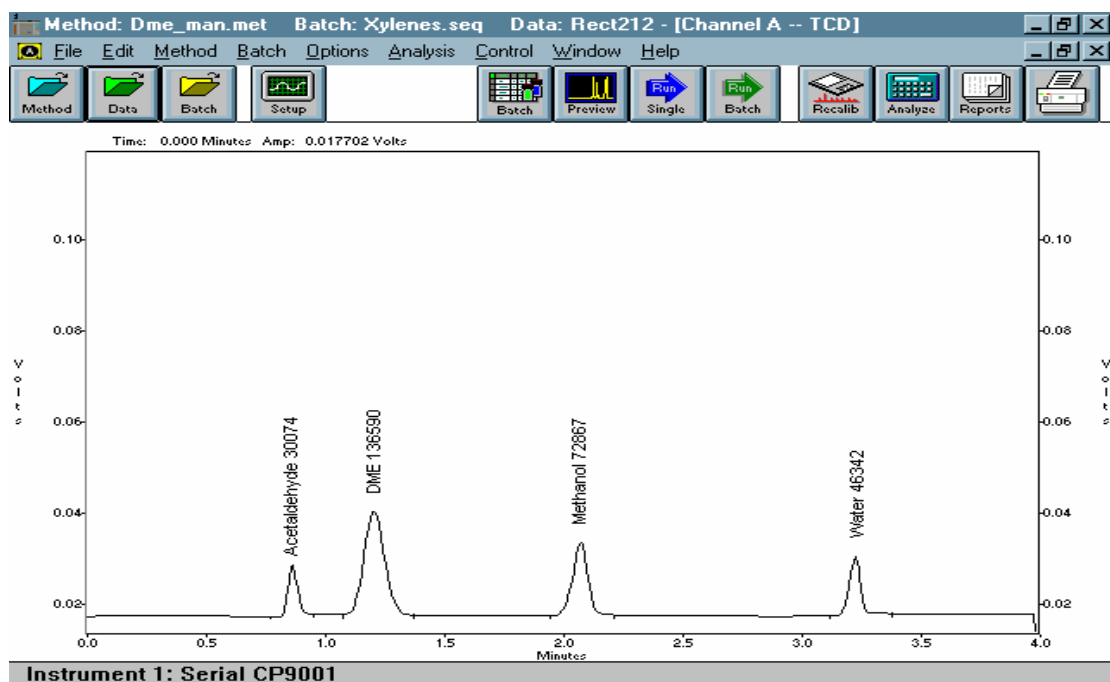 Method: Dme_man.met Batch: Xylenes.seq Data: Rect212 - [Channel A -- TCD]
File Edit Method Batch Options Analysis Control Window Help
Method Data Batch Setup Batch Preview Run Single Run Batch Recalib Analyze Reports
Time: 0.000 Minutes Amp: 0.017702 Volts
0.10 0.10
0.08 0.08
Volts Volts
0.06 0.06
Acetaldehyde 30074
DME 136590
Methanol 72867
Water 46342
0.04 0.04
0.02 0.02
0.0 0.5 1.0 1.5 2.0 2.5 3.0 3.5 4.0
Minutes
Instrument 1: Serial CP9001